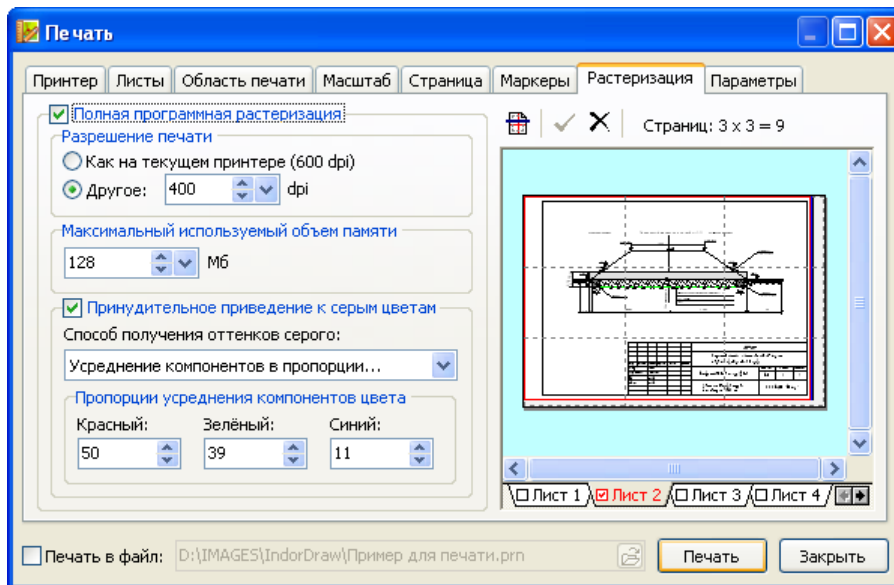 Печать
Принтер Листы Область печати Масштаб Страница Маркеры Растеризация Параметры
Полная программная растеризация
Страниц: 3 x 3 = 9
Разрешение печати
Как на текущем принтере (600 dpi)
Другое: 400 dpi
Максимальный используемый объем памяти
128 Мб
Принудительное приведение к серым цветам
Способ получения оттенков серого:
Усреднение компонентов в пропорции...
Пропорции усреднения компонентов цвета
Красный: Зелёный: Синий:
50 39 11
Лист 1 Лист 2 Лист 3 Лист 4
Печать в файл: D:\IMAGES\IndorDraw\Пример для печати.prn Печать Закрыть